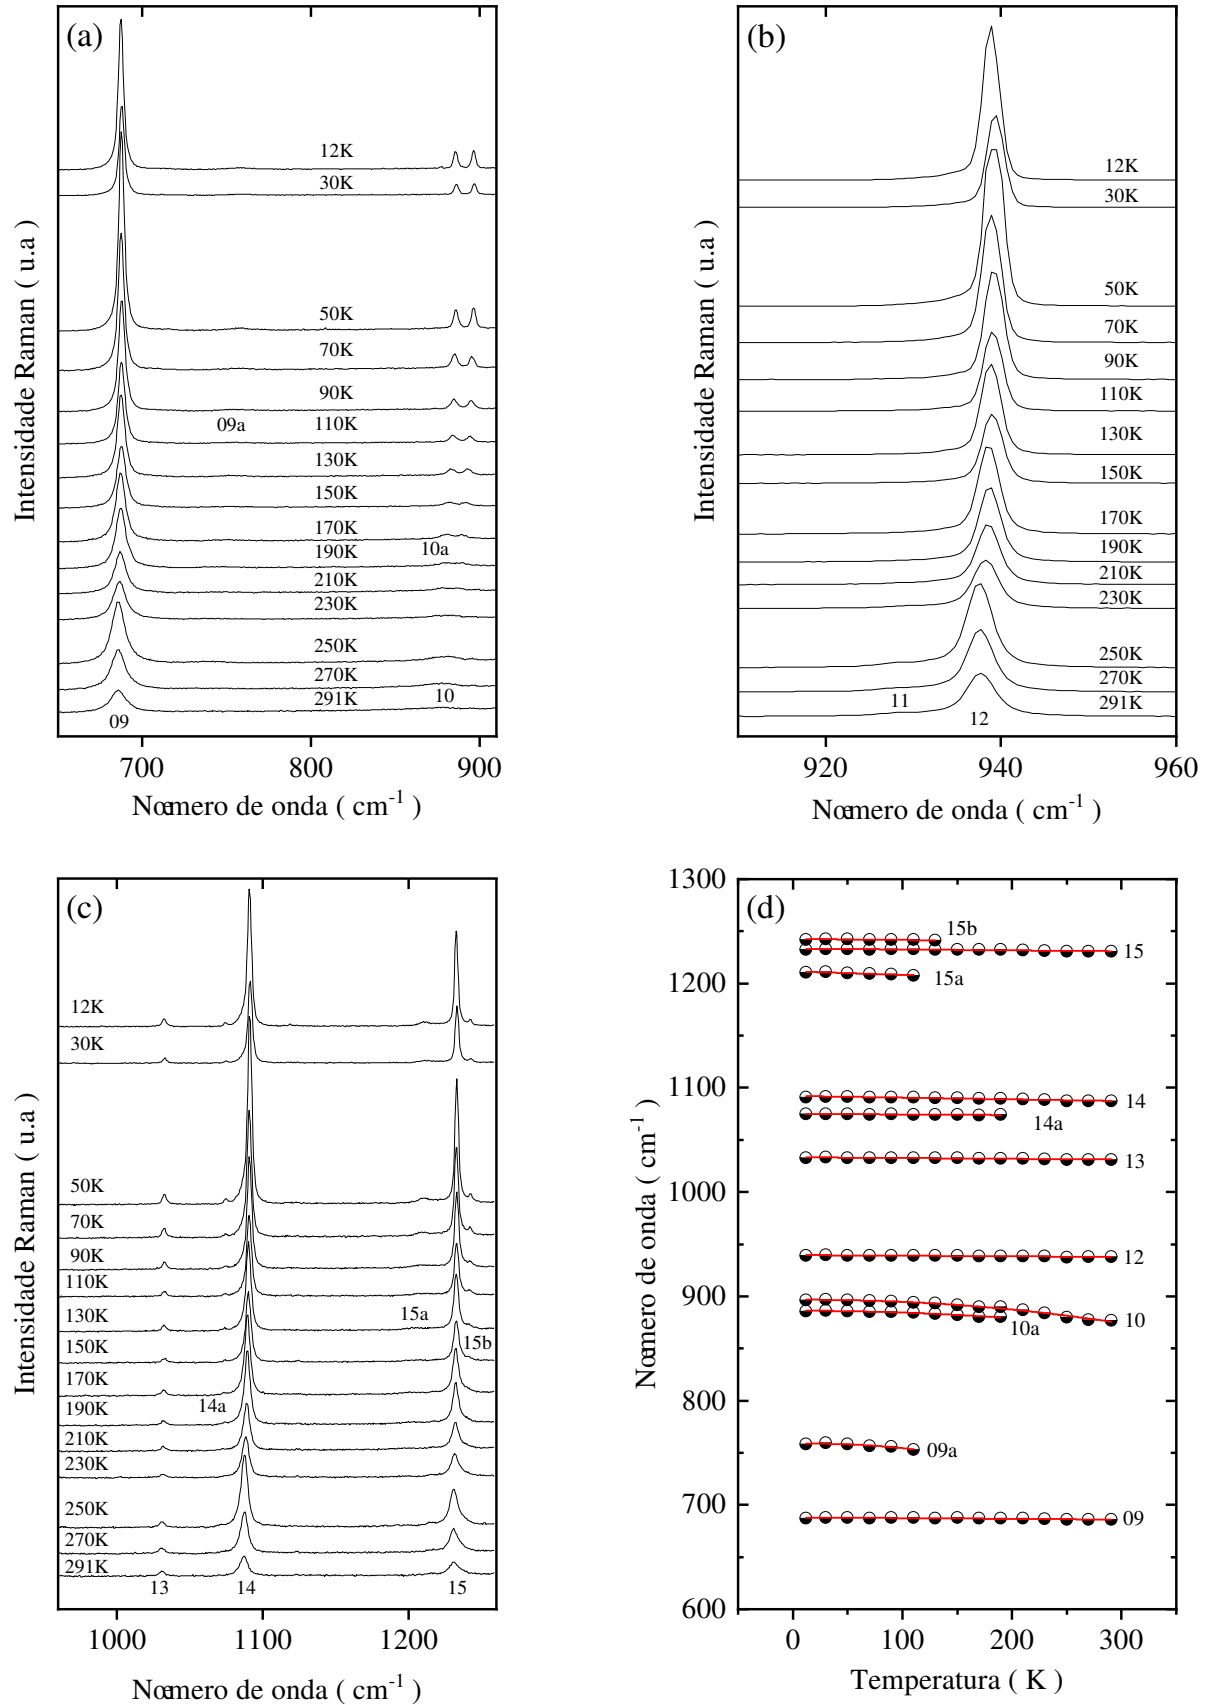 (a)
12K
30K
50K
70K
90K
09a
110K
130K
150K
170K
190K
10a
210K
230K
250K
270K
291K
10
09
700
800
900
Nœmero de onda ( cm-1 )
Intensidade Raman ( u.a )
(b)
12K
30K
50K
70K
90K
110K
130K
150K
170K
190K
210K
230K
250K
270K
291K
11
12
920
940
960
Nœmero de onda ( cm-1 )
Intensidade Raman ( u.a )
(c)
12K
30K
50K
70K
90K
110K
130K
15a
150K
15b
170K
190K
14a
210K
230K
250K
270K
291K
13
14
15
1000
1100
1200
Nœmero de onda ( cm-1 )
Intensidade Raman ( u.a )
(d)
1300
1200
1100
1000
900
800
700
600
15b
15
15a
14
14a
13
12
10
10a
09a
09
0
100
200
300
Temperatura ( K )
Nœmero de onda ( cm-1 )